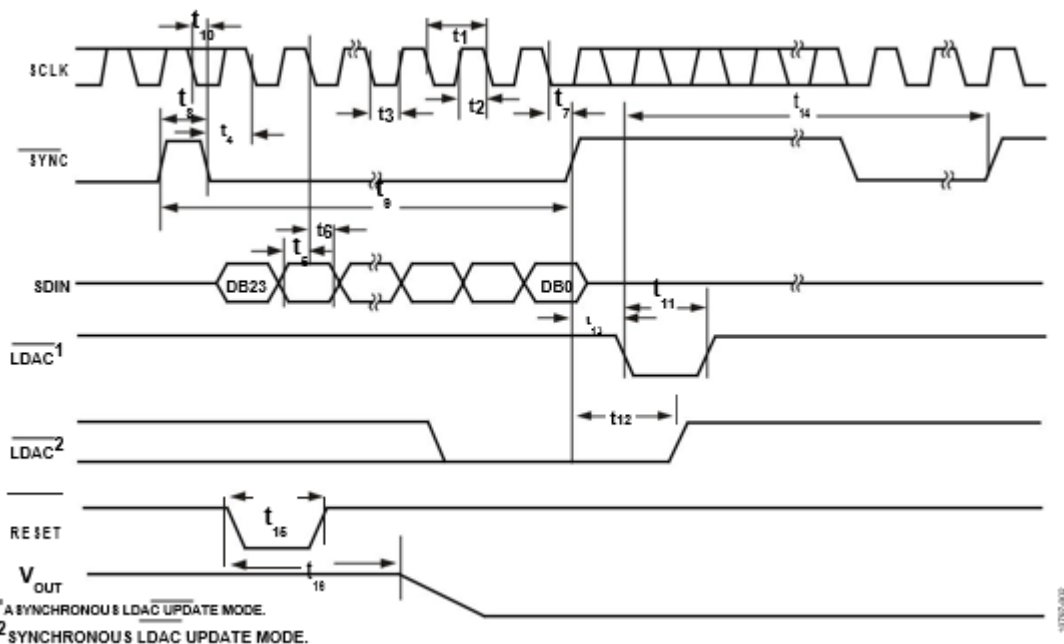 t10
t1
SCLK
t8
t4
t3
t2
t7
t14
SYNC
t9
t6
t5
SDIN
DB23
DB0
t11
t13
LDAC1
t12
LDAC2
RESET
t15
t16
VOUT
1ASYNCHRONOUS LDAC UPDATE MODE.
2SYNCHRONOUS LDAC UPDATE MODE.